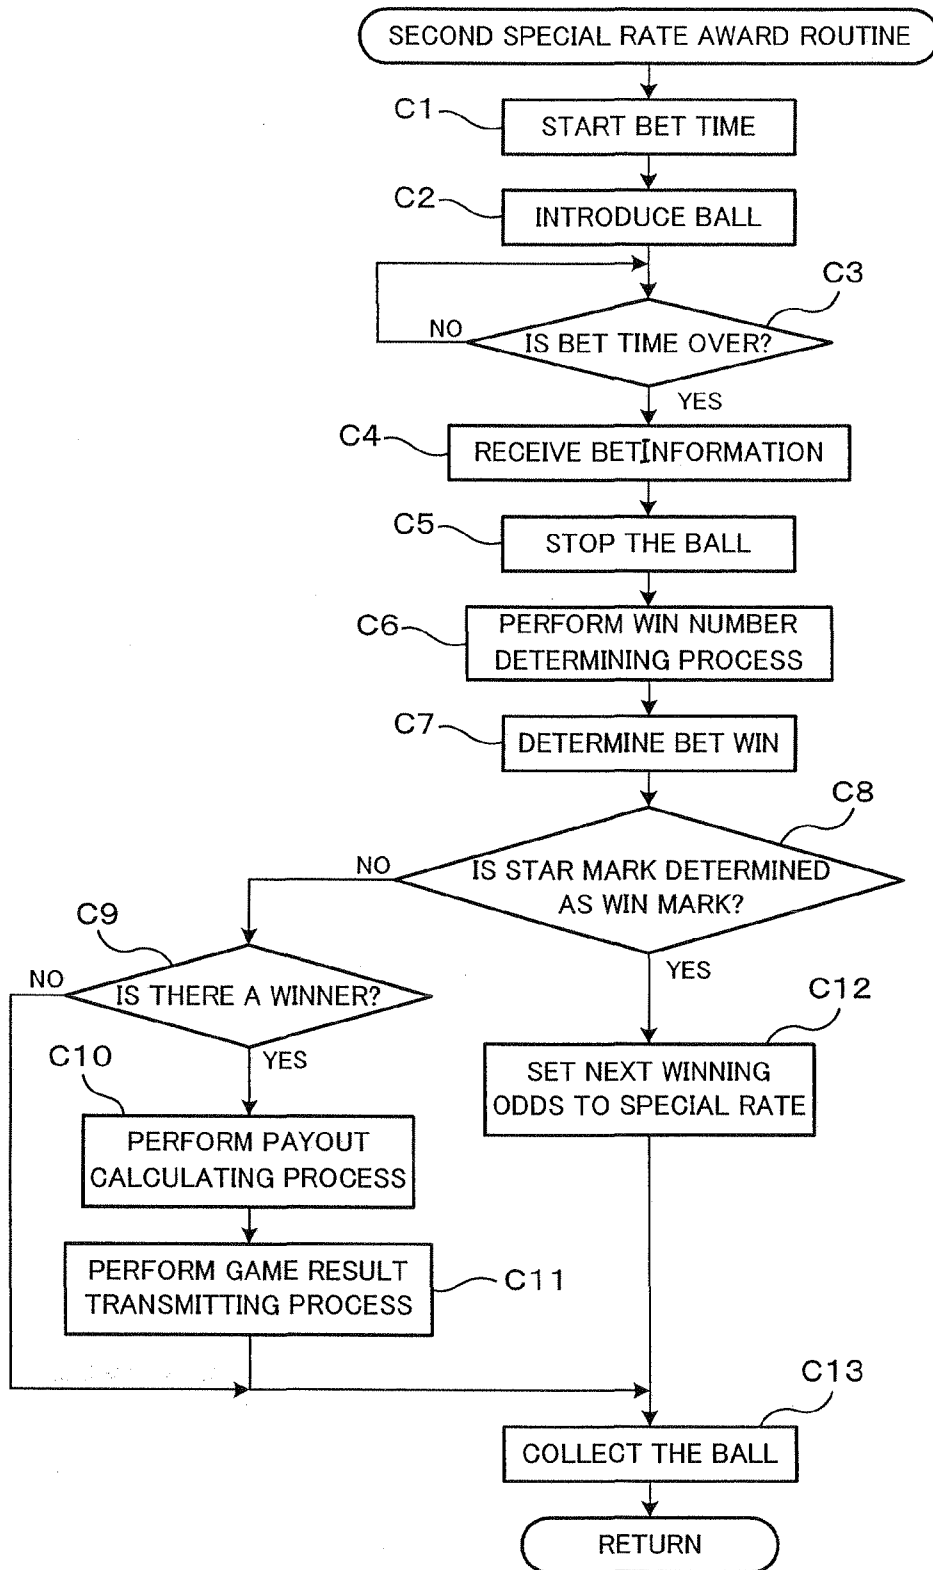 SECOND SPECIAL RATE AWARD ROUTINE
C1
START BET TIME
C2
INTRODUCE BALL
C3
NO
IS BET TIME OVER?
YES
C4
RECEIVE BET INFORMATION
C5
STOP THE BALL
C6
PERFORM WIN NUMBER
DETERMINING PROCESS
C7
DETERMINE BET WIN
C8
NO
IS STAR MARK DETERMINED
AS WIN MARK?
YES
C9
NO
IS THERE A WINNER?
YES
C10
PERFORM PAYOUT
CALCULATING PROCESS
PERFORM GAME RESULT
TRANSMITTING PROCESS
C11
C12
SET NEXT WINNING
ODDS TO SPECIAL RATE
C13
COLLECT THE BALL
RETURN